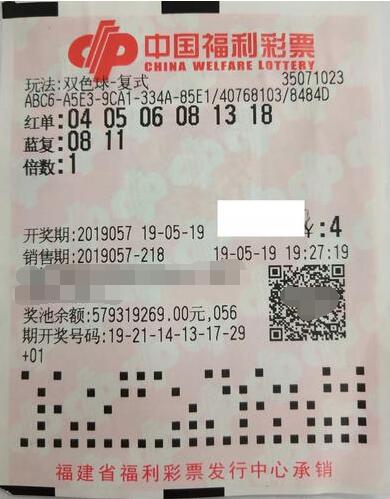 中国福利彩票
CHINA WELFARE LOTTERY
玩法:双色球-复式 35071023
ABC6-A5E3-9CA1-334A-85E1/40768103/8484D
红单:04 05 06 08 13 18
蓝复:08 11
倍数:1
开奖期:2019057 19-05-19 ¥:4
销售期:2019057-218 19-05-19 19:27:19
奖池余额:579319269.00元,056
期开奖号码:19-21-14-13-17-29
+01
福建省福利彩票发行中心承销